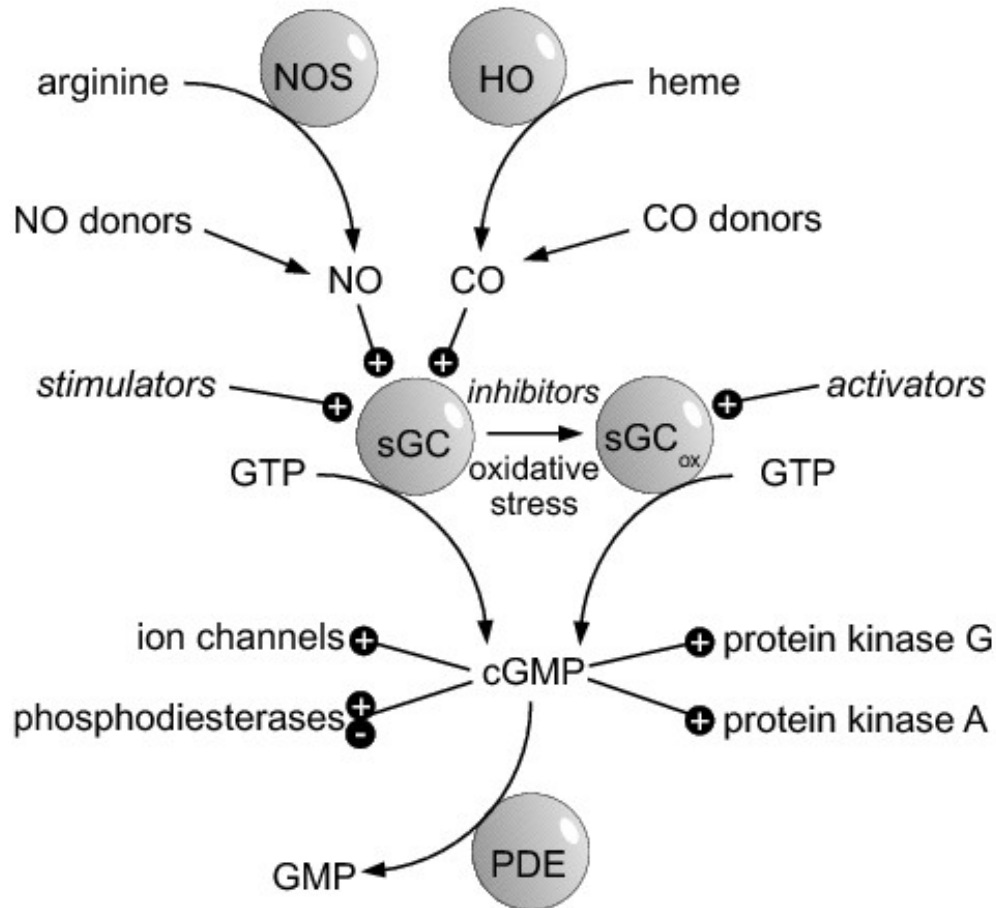 NOS
HO
arginine
heme
NO donors
CO donors
NO
CO
+
+
stimulators
+
inhibitors
+
activators
sGC
sGCox
GTP
oxidative
stress
GTP
ion channels
+
cGMP
+
protein kinase G
phosphodiesterases
+
-
+
protein kinase A
GMP
PDE